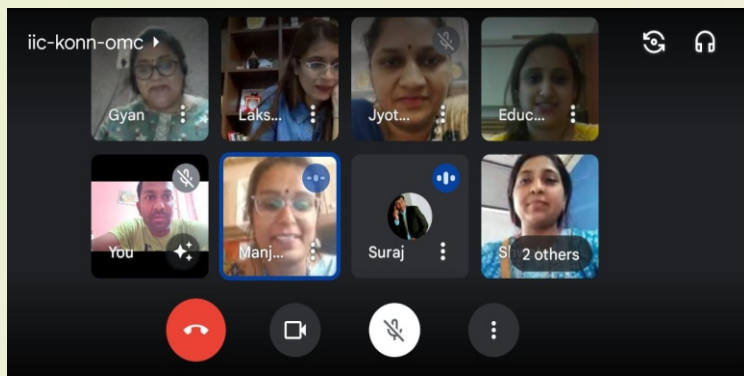 iic-konn-omc
Gyan
Laks...
Jyot...
Educ...
You
Manj...
Suraj
2 others